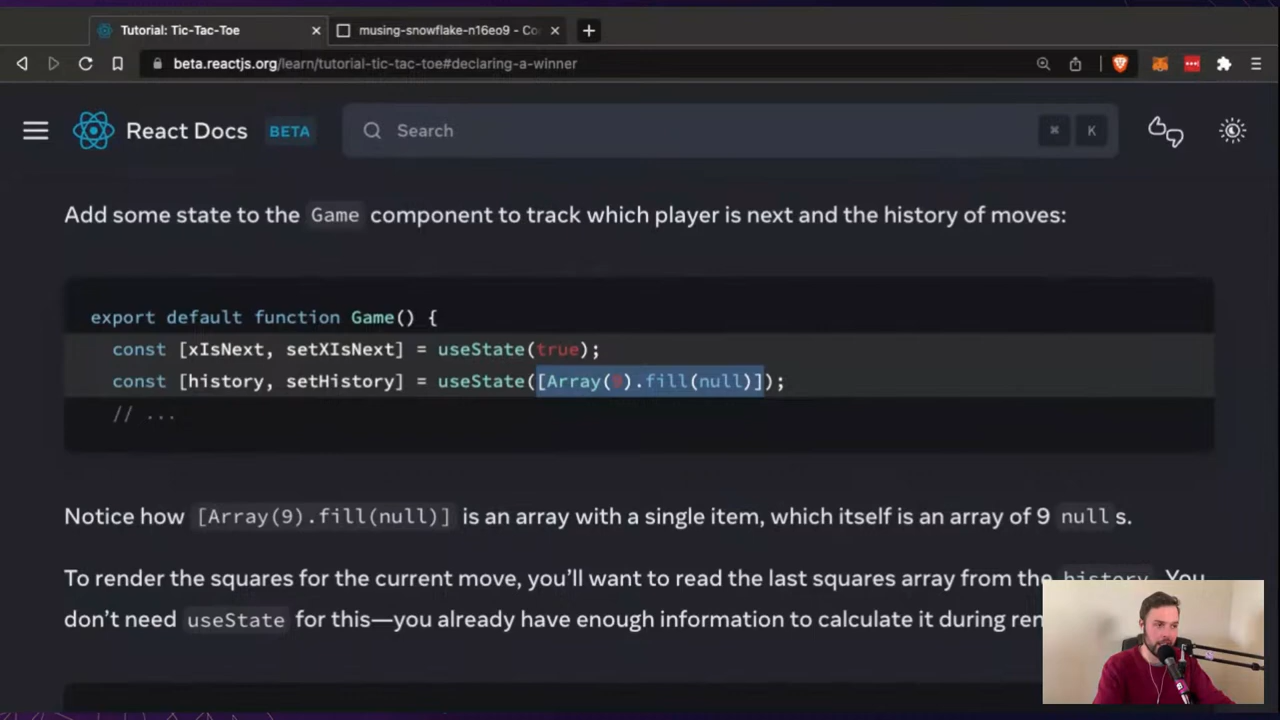 Tutorial: Tic-Tac-Toe
musing-snowflake-n16eo9 - Co
beta.reactjs.org/learn/tutorial-tic-tac-toe#declaring-a-winner
React Docs BETA Search ⌘ K
Add some state to the Game component to track which player is next and the history of moves:
export default function Game() {
const [xIsNext, setXIsNext] = useState(true);
const [history, setHistory] = useState([Array(9).fill(null)]);
// ...
Notice how [Array(9).fill(null)] is an array with a single item, which itself is an array of 9 nulls.
To render the squares for the current move, you’ll want to read the last squares array from the history. You
don’t need useState for this—you already have enough information to calculate it during ren